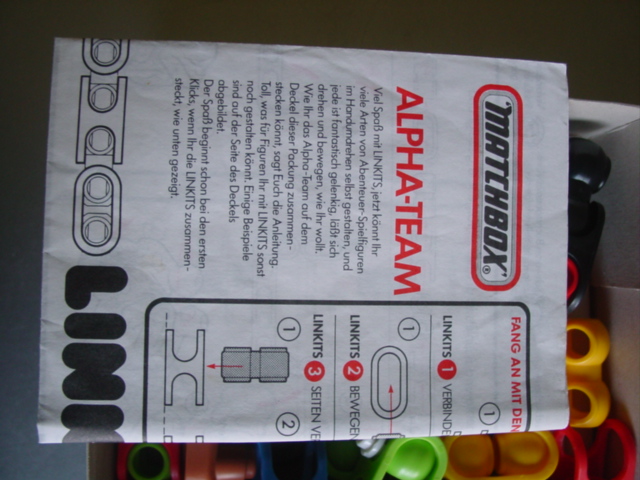 MATCHBOX®
ALPHA-TEAM
Viel Spaß mit LINKITS, jetzt könnt Ihr
viele Arten von Abenteuer-Spielfiguren
im Handumdrehen selbst gestalten, und
jede ist fantastisch gelenkig, läßt sich
drehen und bewegen, wie Ihr wollt.
Wie Ihr das Alpha-Team auf dem
Deckel dieser Packung zusammen-
stecken könnt, sagt Euch die Anleitung.
Toll, was für Figuren Ihr mit LINKITS sonst
noch gestalten könnt. Einige Beispiele
sind auf der Seite des Deckels
abgebildet.
Der Spaß beginnt schon bei den ersten
Klicks, wenn Ihr die LINKITS zusammen-
steckt, wie unten gezeigt.
LINK
FANG AN MIT DEN
1
LINKITS 1 VERBINDE
1
LINKITS 2 BEWEGEN
1
2
LINKITS 3 SEITEN VE